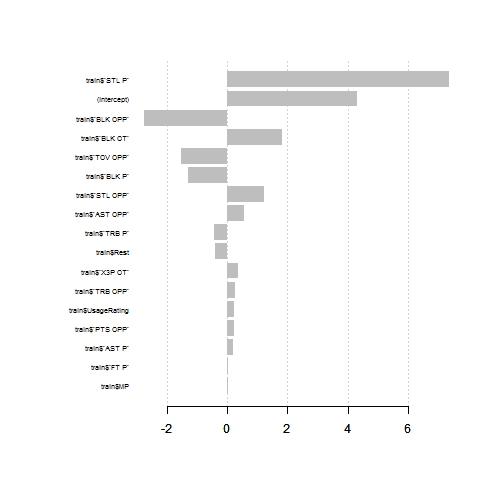 train$`STL P`
(Intercept)
train$`BLK OPP`
train$`BLK OT`
train$`TOV OPP`
train$`BLK P`
train$`STL OPP`
train$`AST OPP`
train$`TRB P`
train$Rest
train$`X3P OT`
train$`TRB OPP`
train$UsageRating
train$`PTS OPP`
train$`AST P`
train$`FT P`
train$MP
-2 0 2 4 6